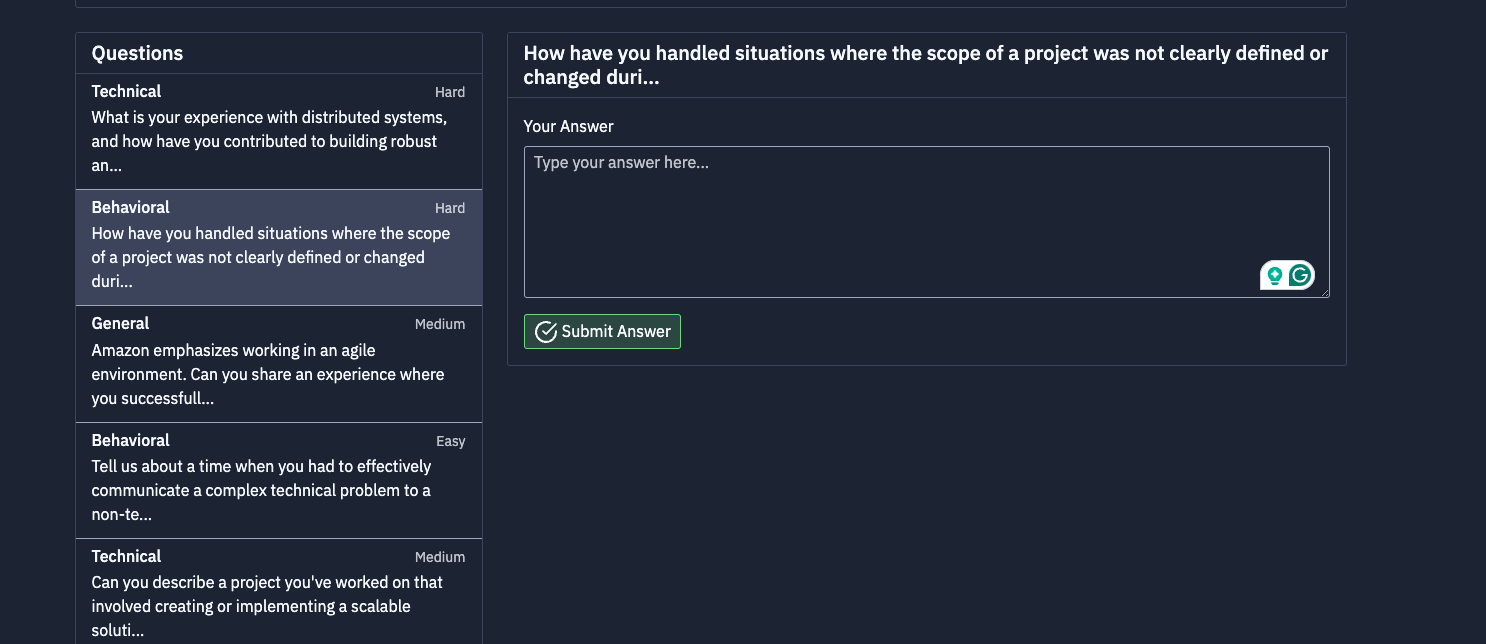 Questions
Technical
Hard
What is your experience with distributed systems,
and how have you contributed to building robust
an...
Behavioral
Hard
How have you handled situations where the scope
of a project was not clearly defined or changed
duri...
General
Medium
Amazon emphasizes working in an agile
environment. Can you share an experience where
you successfull...
Behavioral
Easy
Tell us about a time when you had to effectively
communicate a complex technical problem to a
non-te...
Technical
Medium
Can you describe a project you've worked on that
involved creating or implementing a scalable
soluti...
How have you handled situations where the scope of a project was not clearly defined or
changed duri...
Your Answer
Type your answer here...
Submit Answer